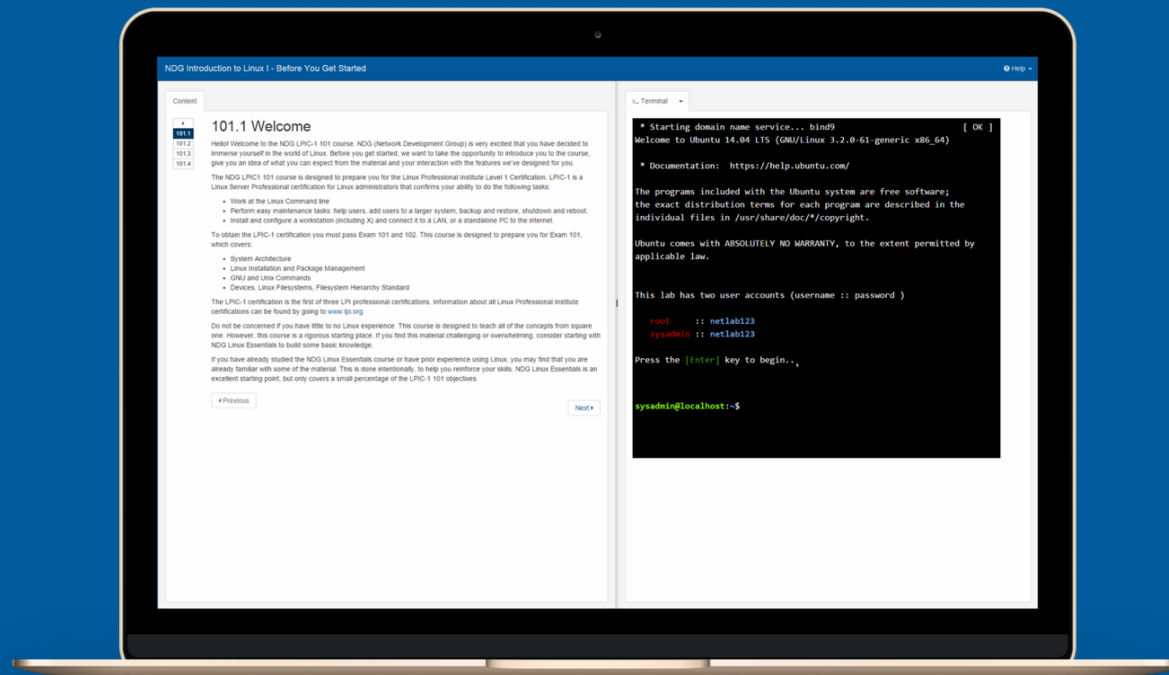 NDG Introduction to Linux I - Before You Get Started
Help
Content
101.1
101.2
101.3
101.4
101.1 Welcome
Hello! Welcome to the NDG LPIC-1 101 course. NDG (Network Development Group) is very excited that you have decided to
immerse yourself in the world of Linux. Before you get started, we want to take the opportunity to introduce you to the course,
give you an idea of what you can expect from the material and your interaction with the features we've designed for you.
The NDG LPIC1 101 course is designed to prepare you for the Linux Professional Institute Level 1 Certification. LPIC-1 is a
Linux Server Professional certification for Linux administrators that confirms your ability to do the following tasks:
• Work at the Linux Command line
• Perform easy maintenance tasks: help users, add users to a larger system, backup and restore, shutdown and reboot.
• Install and configure a workstation (including X) and connect it to a LAN, or a standalone PC to the internet.
To obtain the LPIC-1 certification you must pass Exam 101 and 102. This course is designed to prepare you for Exam 101,
which covers:
• System Architecture
• Linux Installation and Package Management
• GNU and Unix Commands
• Devices, Linux Filesystems, Filesystem Hierarchy Standard
The LPIC-1 certification is the first of three LPI professional certifications. Information about all Linux Professional Institute
certifications can be found by going to www.lpi.org.
Do not be concerned if you have little to no Linux experience. This course is designed to teach all of the concepts from square
one. However, this course is a rigorous starting place. If you find this material challenging or overwhelming, consider starting with
NDG Linux Essentials to build some basic knowledge.
If you have already studied the NDG Linux Essentials course or have prior experience using Linux, you may find that you are
already familiar with some of the material. This is done intentionally, to help you reinforce your skills. NDG Linux Essentials is an
excellent starting point, but only covers a small percentage of the LPIC-1 101 objectives.
Previous
Next
>_ Terminal
* Starting domain name service... bind9 [ OK ]
Welcome to Ubuntu 14.04 LTS (GNU/Linux 3.2.0-61-generic x86_64)
* Documentation: https://help.ubuntu.com/
The programs included with the Ubuntu system are free software;
the exact distribution terms for each program are described in the
individual files in /usr/share/doc/*/copyright.
Ubuntu comes with ABSOLUTELY NO WARRANTY, to the extent permitted by
applicable law.
This lab has two user accounts (username :: password )
root :: netlab123
sysadmin :: netlab123
Press the [Enter] key to begin..
sysadmin@localhost:~$